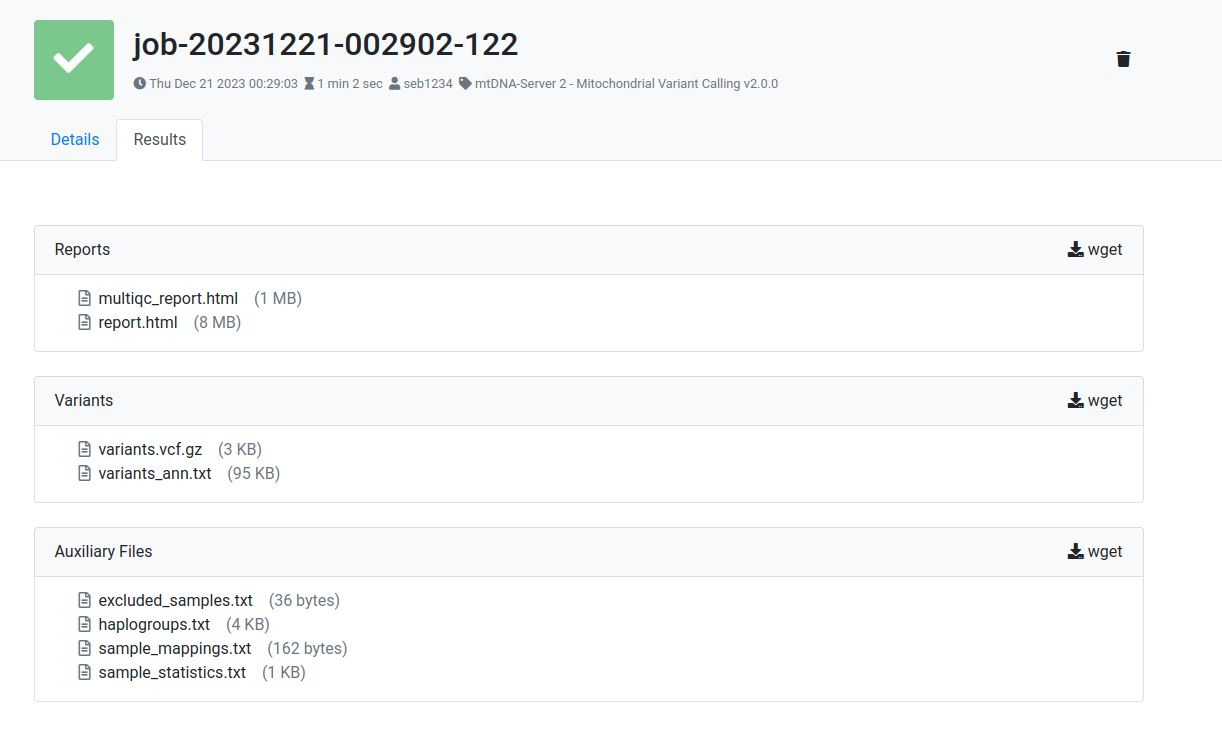 job-20231221-002902-122
Thu Dec 21 2023 00:29:03 1 min 2 sec seb1234 mtDNA-Server 2 - Mitochondrial Variant Calling v2.0.0
Details Results
Reports wget
multiqc_report.html (1 MB)
report.html (8 MB)
Variants wget
variants.vcf.gz (3 KB)
variants_ann.txt (95 KB)
Auxiliary Files wget
excluded_samples.txt (36 bytes)
haplogroups.txt (4 KB)
sample_mappings.txt (162 bytes)
sample_statistics.txt (1 KB)